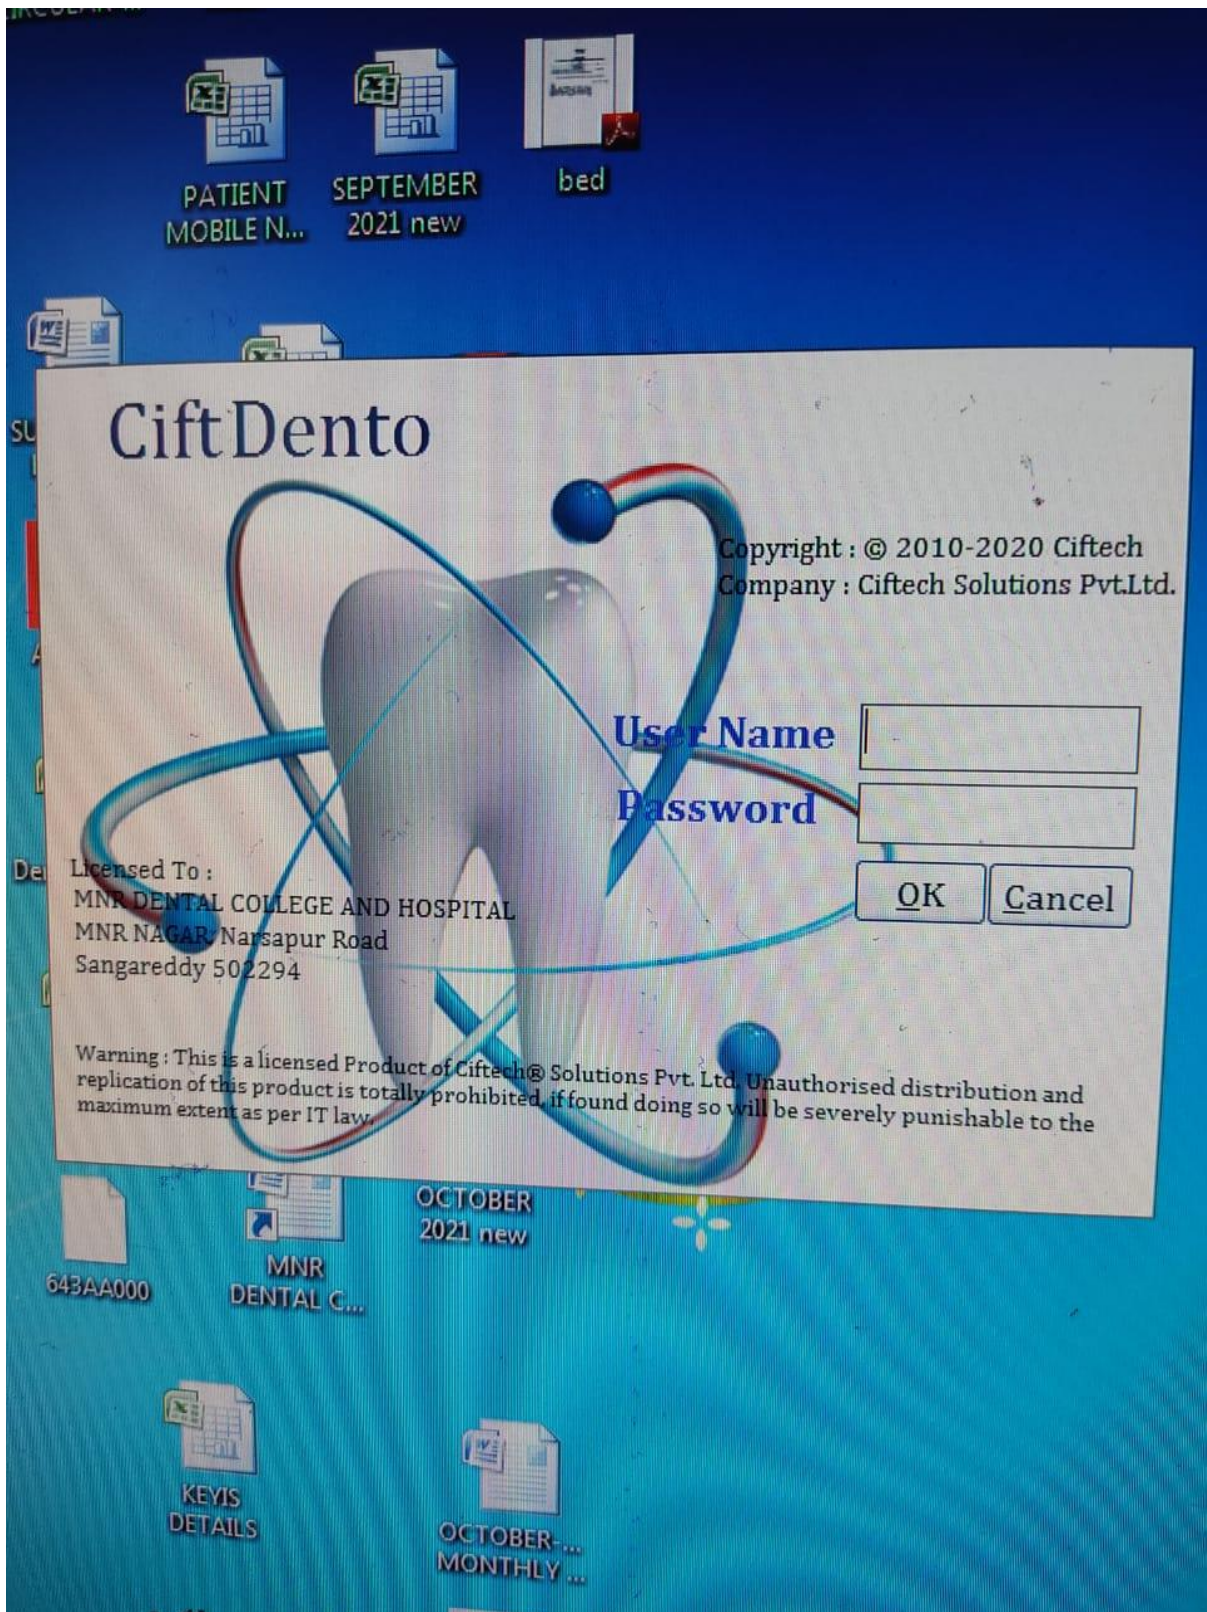 PATIENT
MOBILE N...
SEPTEMBER
2021 new
bed
CiftDento
Copyright : © 2010-2020 Ciftech
Company : Ciftech Solutions Pvt.Ltd.
User Name
Password
OK
Cancel
Licensed To :
MNR DENTAL COLLEGE AND HOSPITAL
MNR NAGAR, Narsapur Road
Sangareddy 502294
Warning : This is a licensed Product of Ciftech® Solutions Pvt. Ltd. Unauthorised distribution and
replication of this product is totally prohibited, if found doing so will be severely punishable to the
maximum extent as per IT law.
OCTOBER
2021 new
643AA000
MNR
DENTAL C...
KEYIS
DETAILS
OCTOBER-...
MONTHLY ...